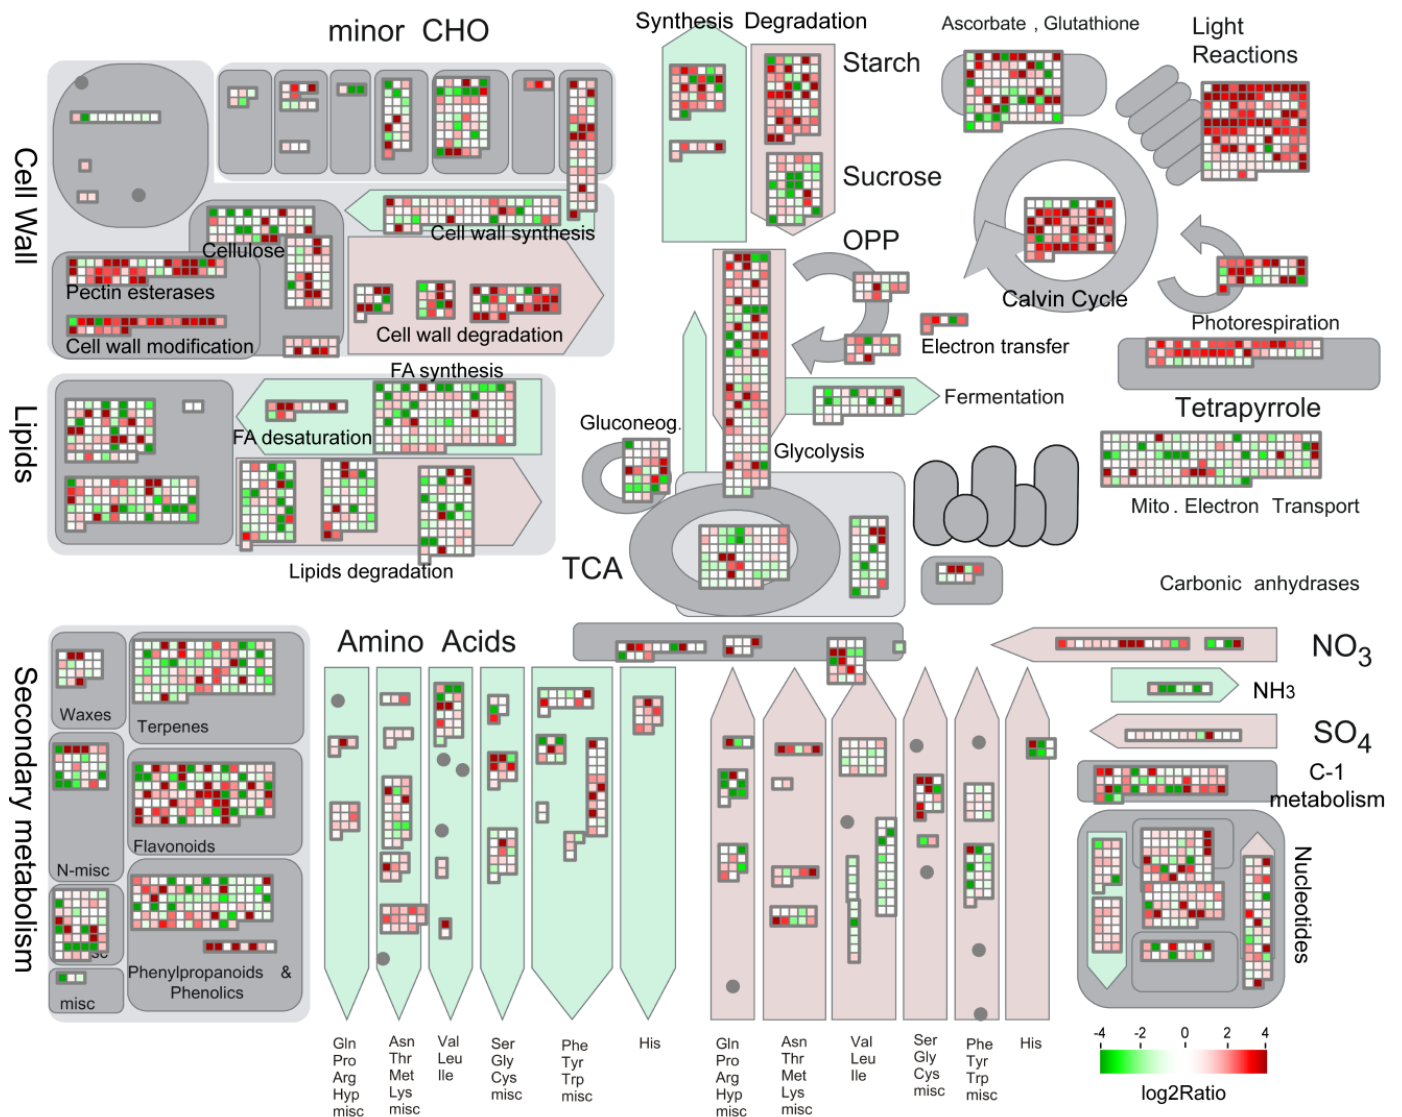 minor CHO
Synthesis Degradation
Starch
Sucrose
Ascorbate , Glutathione
Light
Reactions
Cell Wall
Cellulose
Cell wall synthesis
Pectin esterases
Cell wall modification
Cell wall degradation
OPP
Calvin Cycle
Electron transfer
Photorespiration
Tetrapyrrole
Lipids
FA synthesis
FA desaturation
Lipids degradation
Gluconeog.
Glycolysis
Fermentation
Mito . Electron Transport
TCA
Carbonic anhydrases
Secondary metabolism
Waxes
Terpenes
N-misc
Flavonoids
sc
misc
Phenylpropanoids &
Phenolics
Amino Acids
NO3
NH3
SO4
C-1
metabolism
Nucleotides
Gln
Pro
Arg
Hyp
misc
Asn
Thr
Met
Lys
misc
Val
Leu
Ile
Ser
Gly
Cys
misc
Phe
Tyr
Trp
misc
His
Gln
Pro
Arg
Hyp
misc
Asn
Thr
Met
Lys
misc
Val
Leu
Ile
Ser
Gly
Cys
misc
Phe
Tyr
Trp
misc
His
-4 -2 0 2 4
log2Ratio